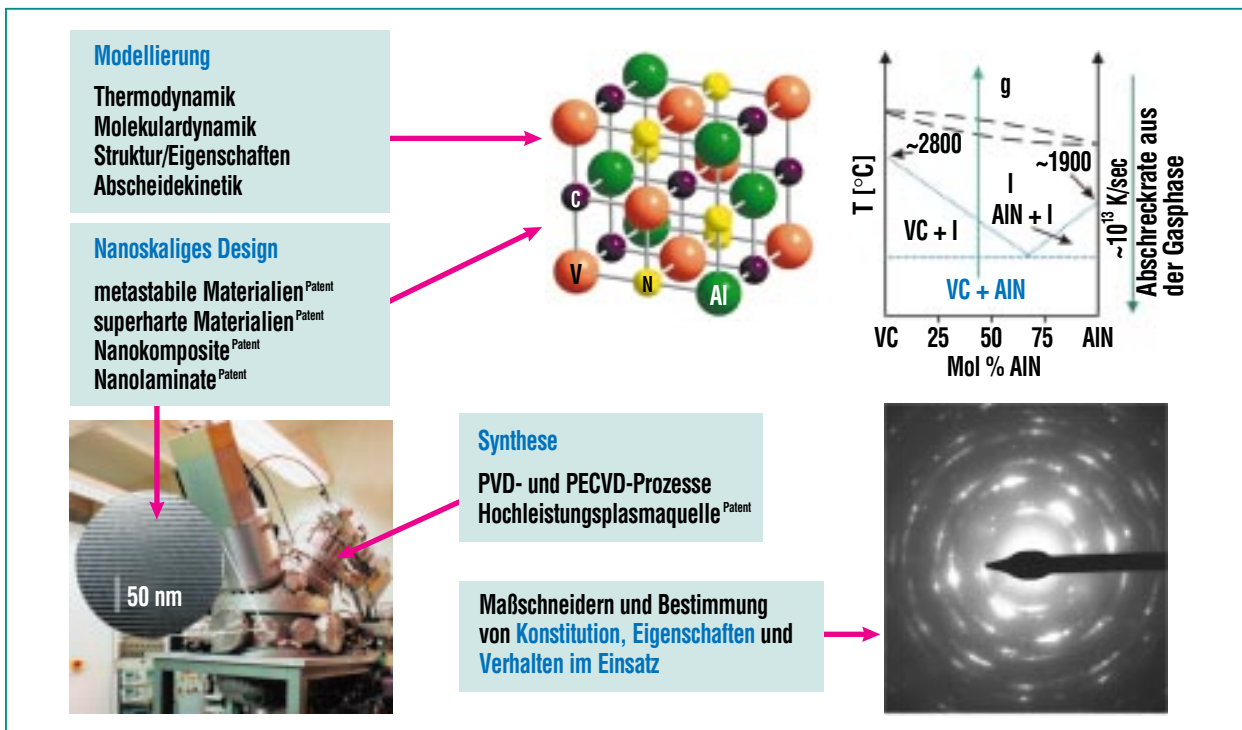 Modellierung
Thermodynamik
Molekulardynamik
Struktur/Eigenschaften
Abscheidekinetik
Nanoskaliges Design
metastabile Materialien Patent
superharte Materialien Patent
Nanokomposite Patent
Nanolaminate Patent
C
V
N
Al
T [°C]
g
~2800
~1900
l
VC + l
AlN + l
VC + AlN
VC
25
50
75
AlN
Mol % AlN
~10¹³ K/sec
Abschreckrate aus
der Gasphase
50 nm
Synthese
PVD- und PECVD-Prozesse
Hochleistungsplasmaquelle Patent
Maßschneidern und Bestimmung
von Konstitution, Eigenschaften und
Verhalten im Einsatz